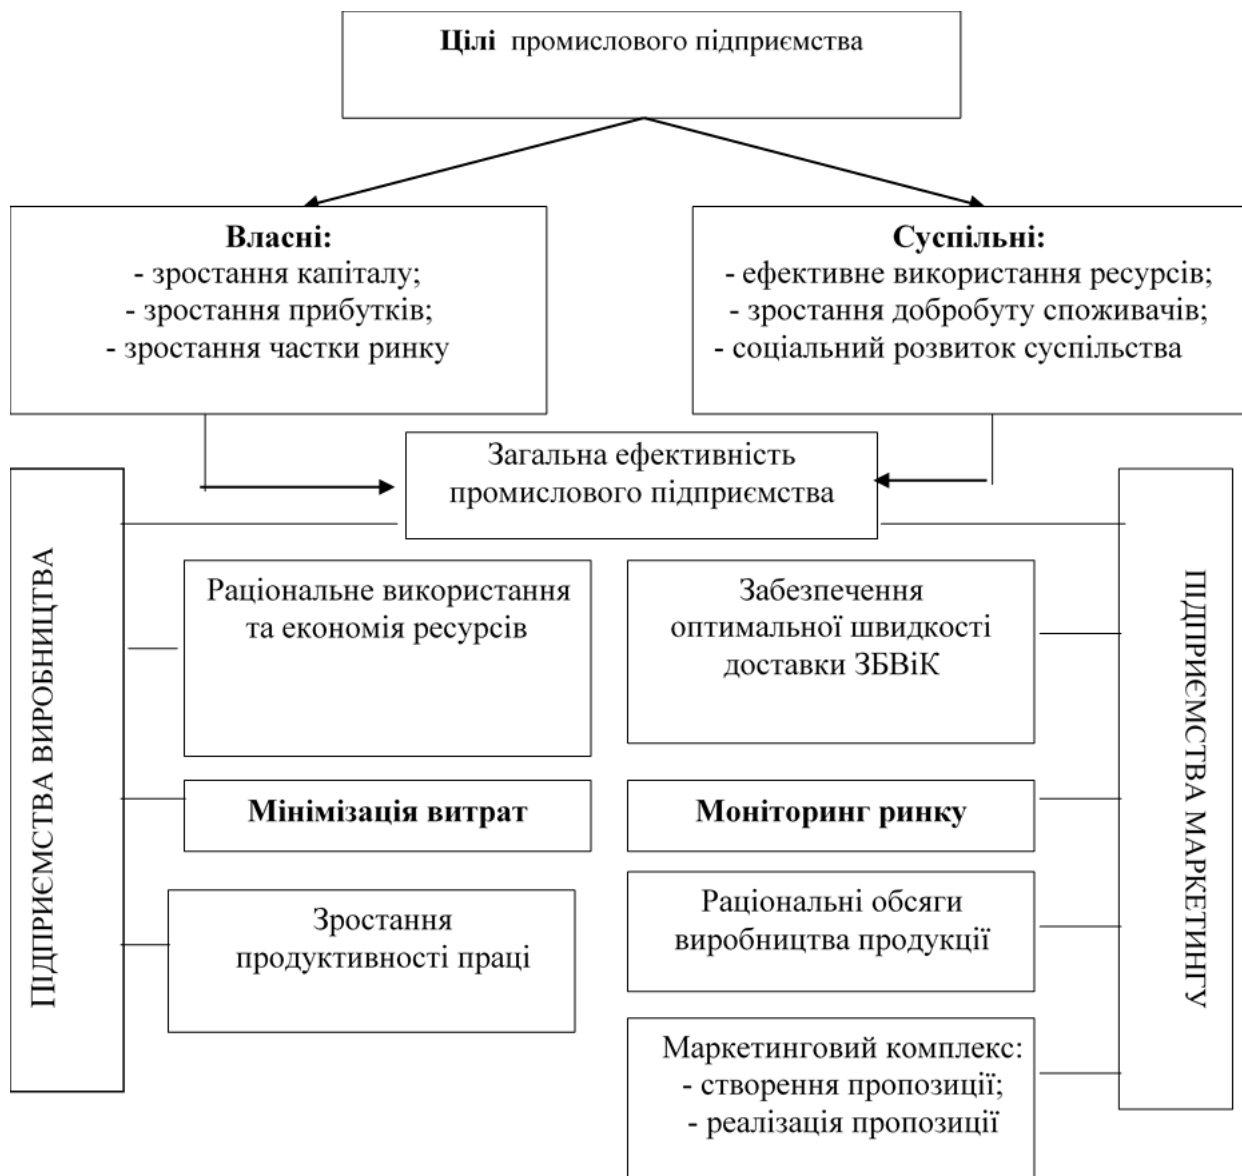 Цілі промислового підприємства
Власні:
- зростання капіталу;
- зростання прибутків;
- зростання частки ринку
Суспільні:
- ефективне використання ресурсів;
- зростання добробуту споживачів;
- соціальний розвиток суспільства
Загальна ефективність
промислового підприємства
ПІДПРИЄМСТВА ВИРОБНИЦТВА
Раціональне використання
та економія ресурсів
Мінімізація витрат
Зростання
продуктивності праці
Забезпечення
оптимальної швидкості
доставки ЗБВіК
Моніторинг ринку
Раціональні обсяги
виробництва продукції
Маркетинговий комплекс:
- створення пропозиції;
- реалізація пропозиції
ПІДПРИЄМСТВА МАРКЕТИНГУ